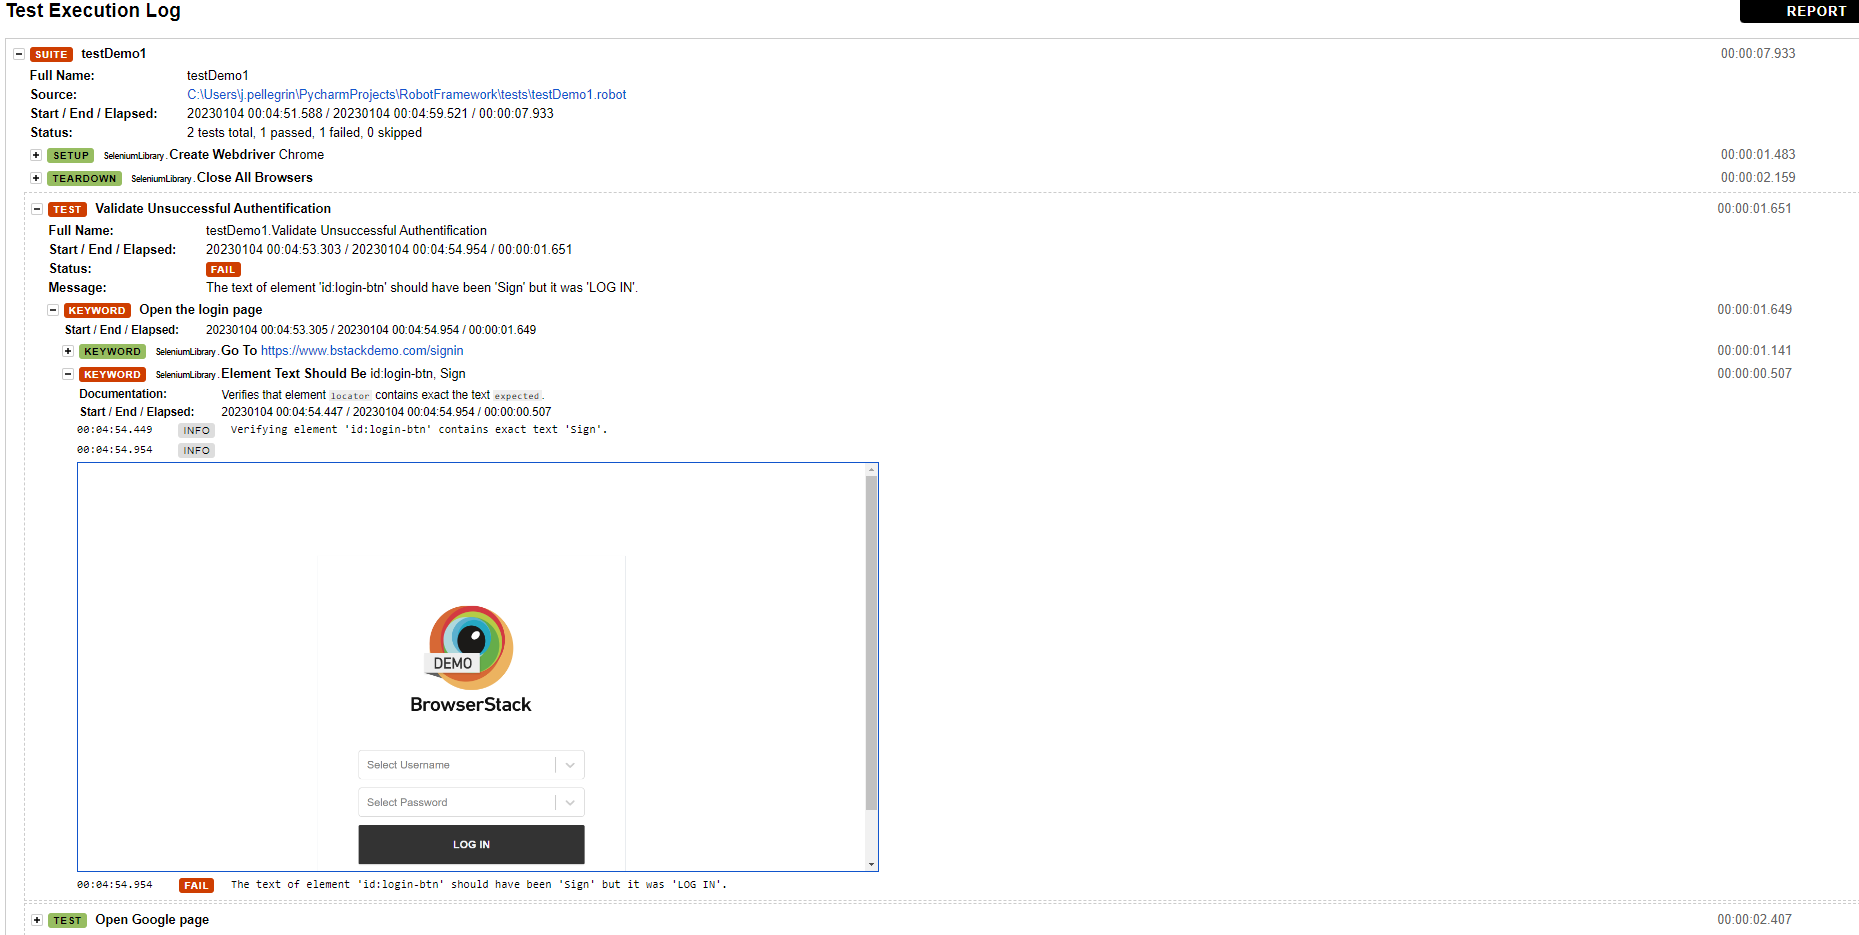 Test Execution Log
REPORT
SUITE testDemo1 00:00:07.933
Full Name: testDemo1
Source: C:\Users\j.pellegrin\PycharmProjects\RobotFramework\tests\testDemo1.robot
Start / End / Elapsed: 20230104 00:04:51.588 / 20230104 00:04:59.521 / 00:00:07.933
Status: 2 tests total, 1 passed, 1 failed, 0 skipped
SETUP SeleniumLibrary.Create Webdriver Chrome 00:00:01.483
TEARDOWN SeleniumLibrary.Close All Browsers 00:00:02.159
TEST Validate Unsuccessful Authentification 00:00:01.651
Full Name: testDemo1.Validate Unsuccessful Authentification
Start / End / Elapsed: 20230104 00:04:53.303 / 20230104 00:04:54.954 / 00:00:01.651
Status: FAIL
Message: The text of element 'id:login-btn' should have been 'Sign' but it was 'LOG IN'.
KEYWORD Open the login page 00:00:01.649
Start / End / Elapsed: 20230104 00:04:53.305 / 20230104 00:04:54.954 / 00:00:01.649
KEYWORD SeleniumLibrary.Go To https://www.bstackdemo.com/signin 00:00:01.141
KEYWORD SeleniumLibrary.Element Text Should Be id:login-btn, Sign 00:00:00.507
Documentation: Verifies that element locator contains exact the text expected.
Start / End / Elapsed: 20230104 00:04:54.447 / 20230104 00:04:54.954 / 00:00:00.507
00:04:54.449 INFO Verifying element 'id:login-btn' contains exact text 'Sign'.
00:04:54.954 INFO
DEMO
BrowserStack
Select Username
Select Password
LOG IN
00:04:54.954 FAIL The text of element 'id:login-btn' should have been 'Sign' but it was 'LOG IN'.
TEST Open Google page 00:00:02.407